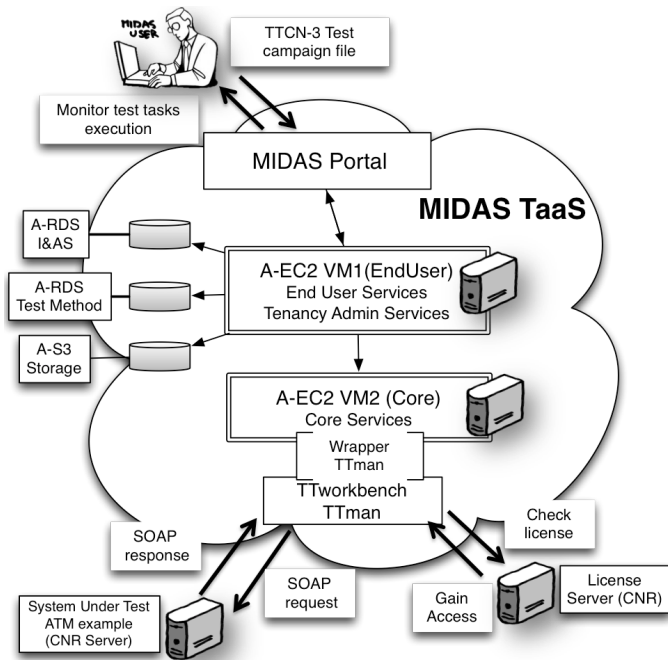 MIDAS
USER
TTCN-3 Test
campaign file
Monitor test tasks
execution
MIDAS Portal
MIDAS TaaS
A-RDS
I&AS
A-RDS
Test Method
A-S3
Storage
A-EC2 VM1(EndUser)
End User Services
Tenancy Admin Services
A-EC2 VM2 (Core)
Core Services
Wrapper
TTman
TTworkbench
TTman
SOAP
response
SOAP
request
Check
license
Gain
Access
System Under Test
ATM example
(CNR Server)
License
Server (CNR)